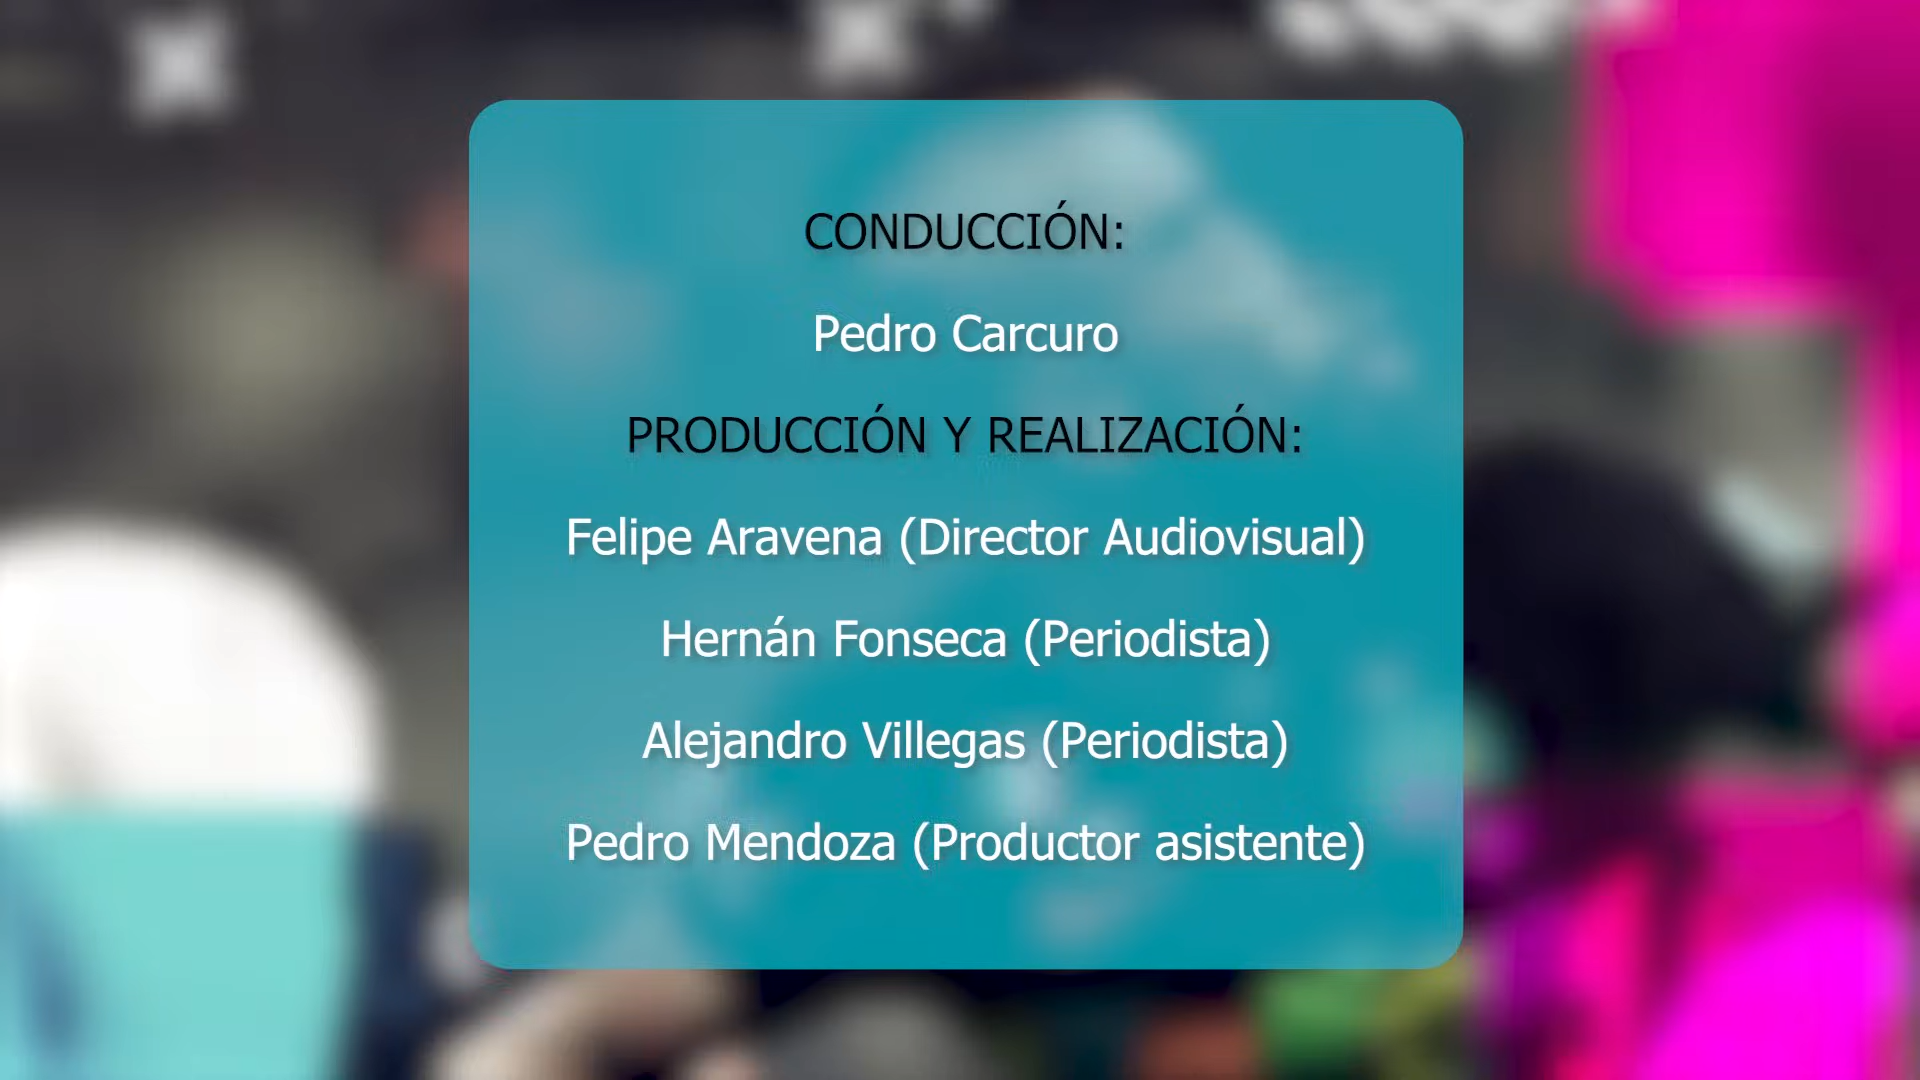 CONDUCCIÓN:
Pedro Carcuro
PRODUCCIÓN Y REALIZACIÓN:
Felipe Aravena (Director Audiovisual)
Hernán Fonseca (Periodista)
Alejandro Villegas (Periodista)
Pedro Mendoza (Productor asistente)